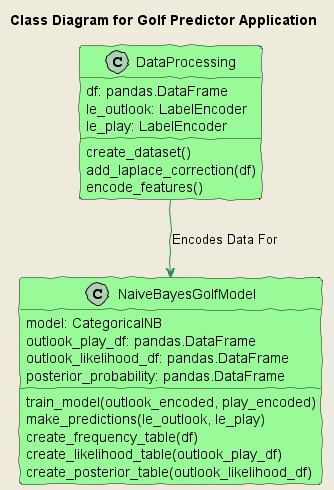 Class Diagram for Golf Predictor Application
C DataProcessing
df: pandas.DataFrame
le_outlook: LabelEncoder
le_play: LabelEncoder
create_dataset()
add_laplace_correction(df)
encode_features()
Encodes Data For
C NaiveBayesGolfModel
model: CategoricalNB
outlook_play_df: pandas.DataFrame
outlook_likelihood_df: pandas.DataFrame
posterior_probability: pandas.DataFrame
train_model(outlook_encoded, play_encoded)
make_predictions(le_outlook, le_play)
create_frequency_table(df)
create_likelihood_table(outlook_play_df)
create_posterior_table(outlook_likelihood_df)